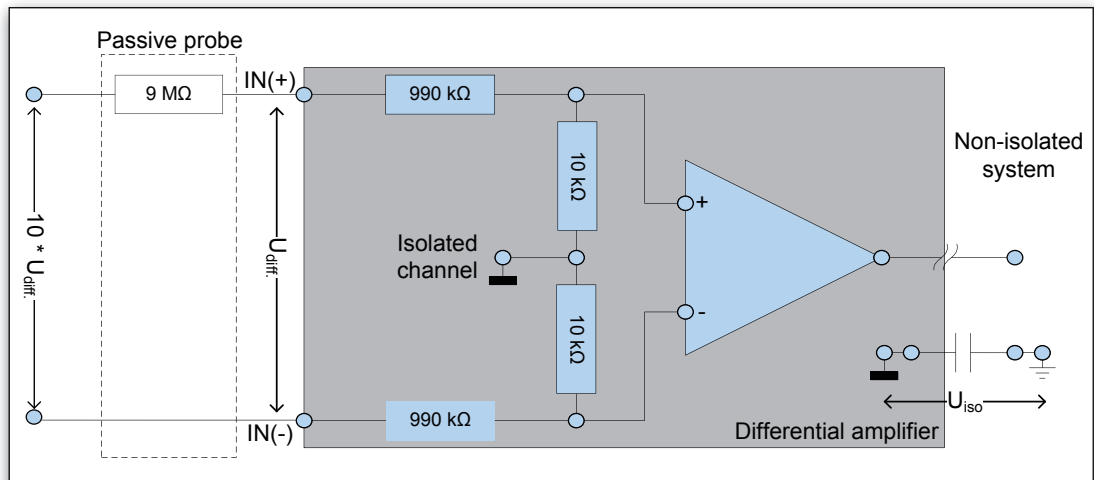 Passive probe
9 MΩ
IN(+)
990 kΩ
10 kΩ
Non-isolated
system
+
10 * Udiff.
Udiff.
Isolated
channel
-
10 kΩ
990 kΩ
IN(-)
Uiso
Differential amplifier